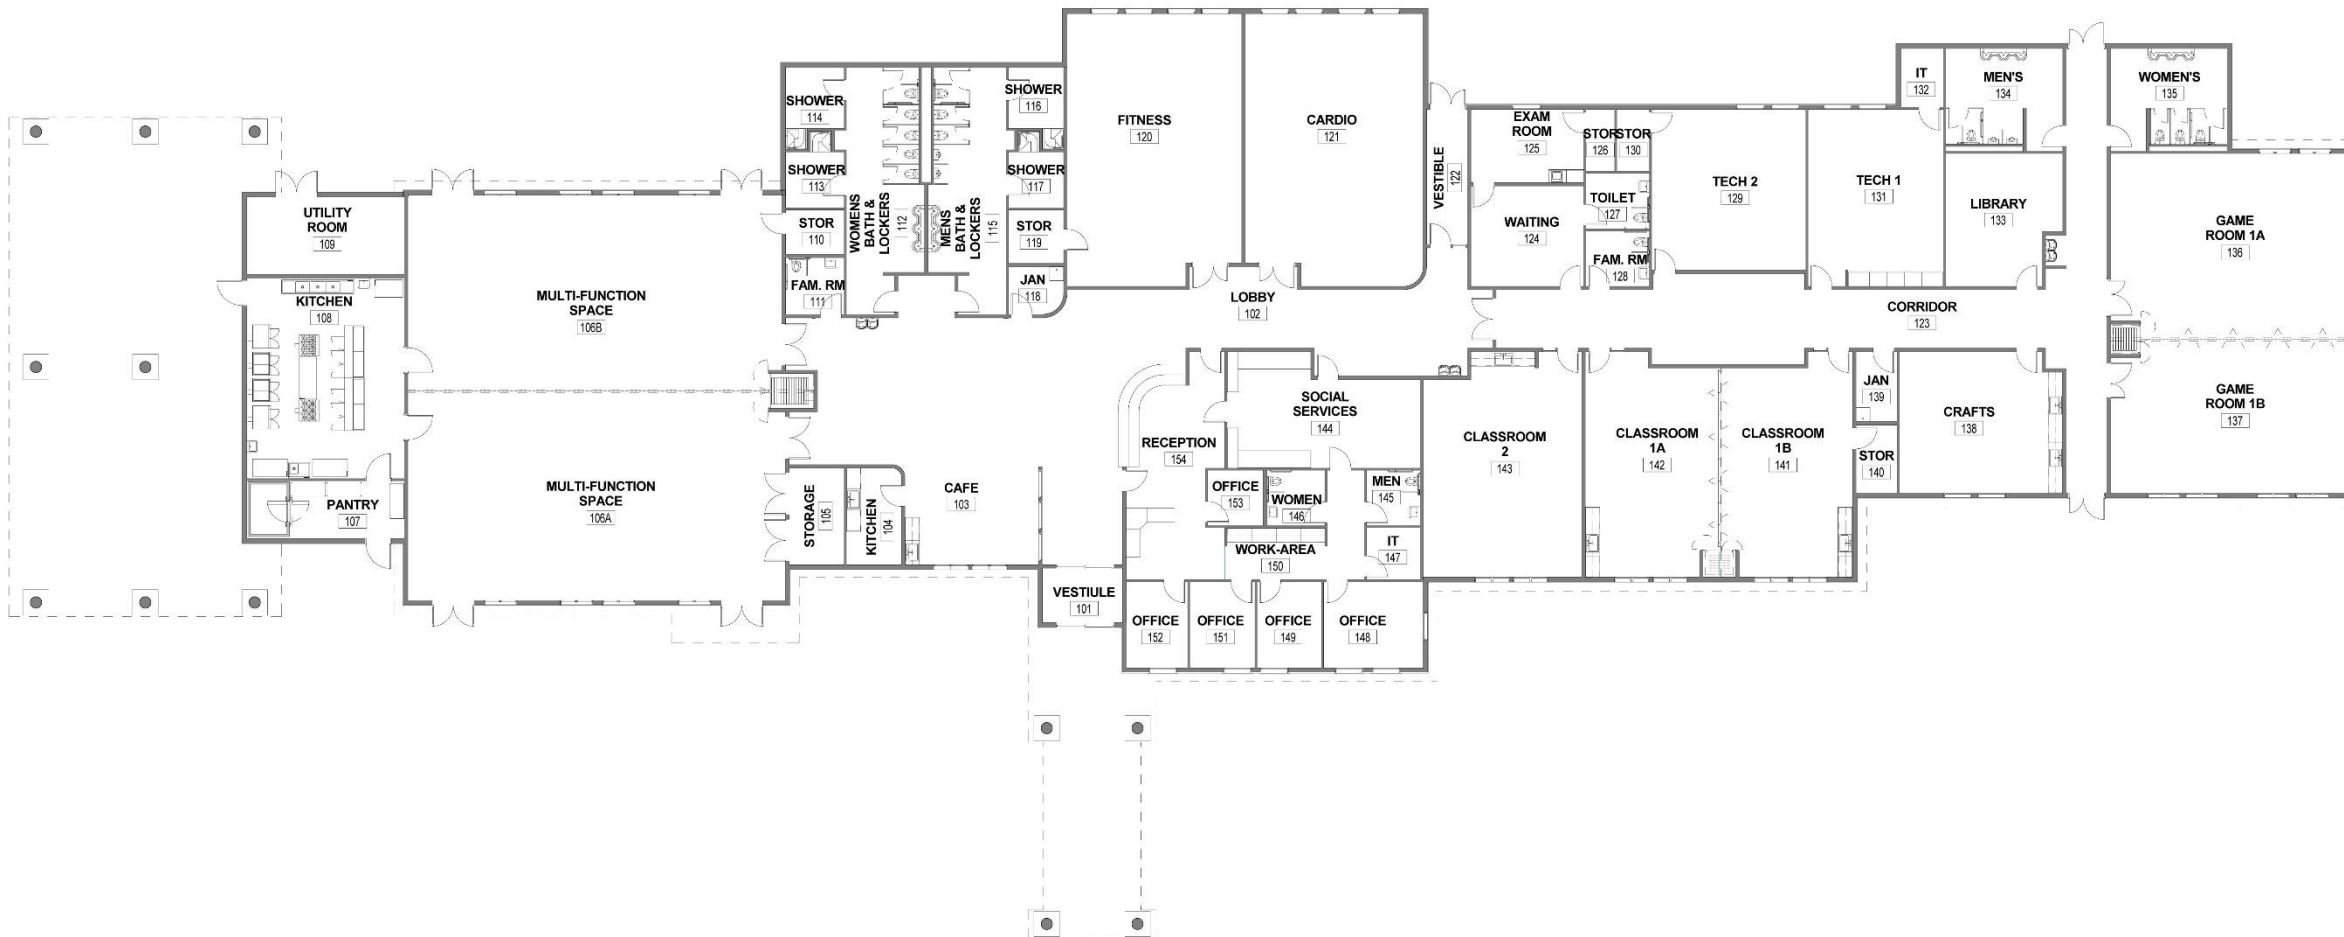 FITNESS
120
CARDIO
121
IT
132
MEN'S
134
WOMEN'S
135
SHOWER
114
SHOWER
116
EXAM
ROOM
125
STOR
126
STOR
130
VESTIBLE
122
SHOWER
113
SHOWER
117
TECH 2
129
TECH 1
131
TOILET
127
LIBRARY
133
UTILITY
ROOM
109
STOR
110
WOMENS
BATH &
LOCKERS
112
MENS
BATH &
LOCKERS
115
STOR
119
WAITING
124
GAME
ROOM 1A
136
FAM. RM
111
JAN
118
FAM. RM
128
KITCHEN
108
MULTI-FUNCTION
SPACE
106B
LOBBY
102
CORRIDOR
123
JAN
139
GAME
ROOM 1B
137
SOCIAL
SERVICES
144
RECEPTION
154
CLASSROOM
2
143
CLASSROOM
1A
142
CLASSROOM
1B
141
CRAFTS
138
STOR
140
PANTRY
107
MULTI-FUNCTION
SPACE
106A
STORAGE
105
KITCHEN
104
CAFE
103
OFFICE
153
WOMEN
146
MEN
145
IT
147
WORK-AREA
150
VESTIULE
101
OFFICE
152
OFFICE
151
OFFICE
149
OFFICE
148